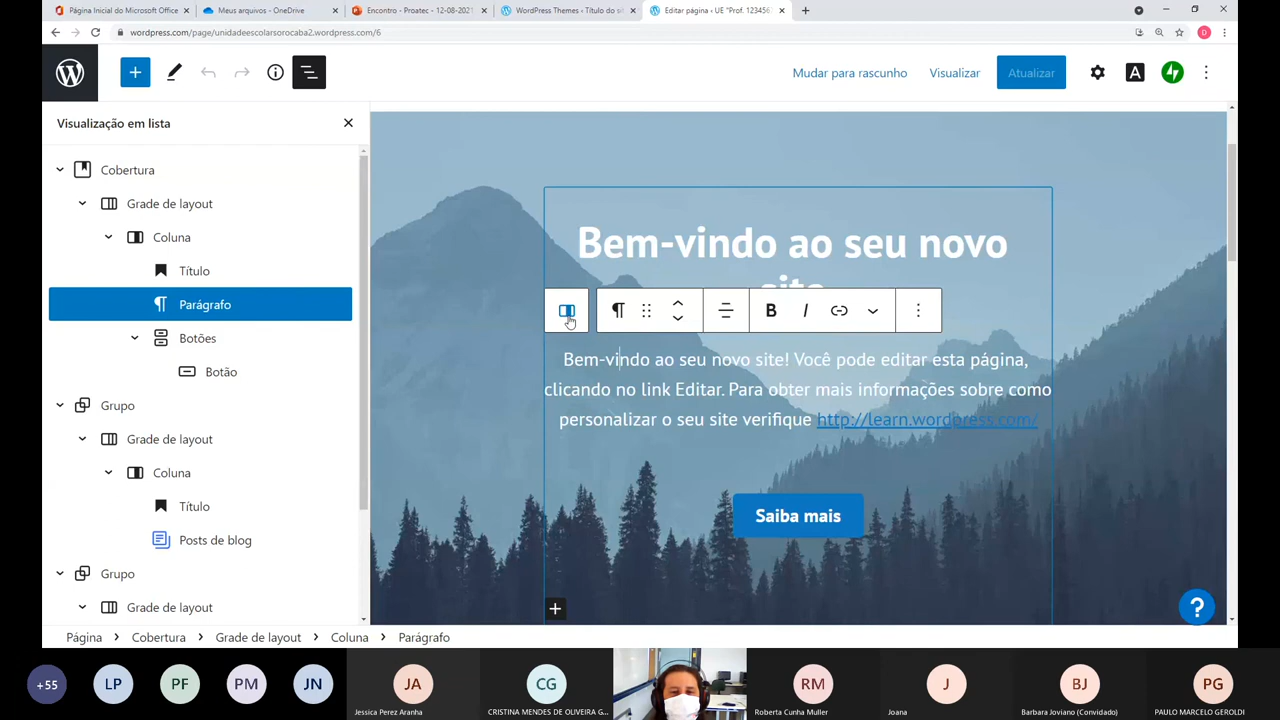 Página Inicial do Microsoft Office
Meus arquivos - OneDrive
Encontro - Proatec - 12-08-2021
WordPress Themes ‹ Título do si
Editar página ‹ UE "Prof. 123456
wordpress.com/page/unidadeescolarsorocaba2.wordpress.com/6
D
Mudar para rascunho
Visualizar
Atualizar
A
Visualização em lista
Cobertura
Grade de layout
Coluna
Título
Parágrafo
Botões
Botão
Grupo
Grade de layout
Coluna
Título
Posts de blog
Grupo
Grade de layout
Bem-vindo ao seu novo
site
B I
Bem-vindo ao seu novo site! Você pode editar esta página,
clicando no link Editar. Para obter mais informações sobre como
personalizar o seu site verifique http://learn.wordpress.com/
Saiba mais
?
Página > Cobertura > Grade de layout > Coluna > Parágrafo
+55
LP
PF
PM
JN
JA
CG
RM
J
BJ
PG
Jessica Perez Aranha
CRISTINA MENDES DE OLIVEIRA G...
Roberta Cunha Muller
Joana
Barbara Joviano (Convidado)
PAULO MARCELO GEROLDI